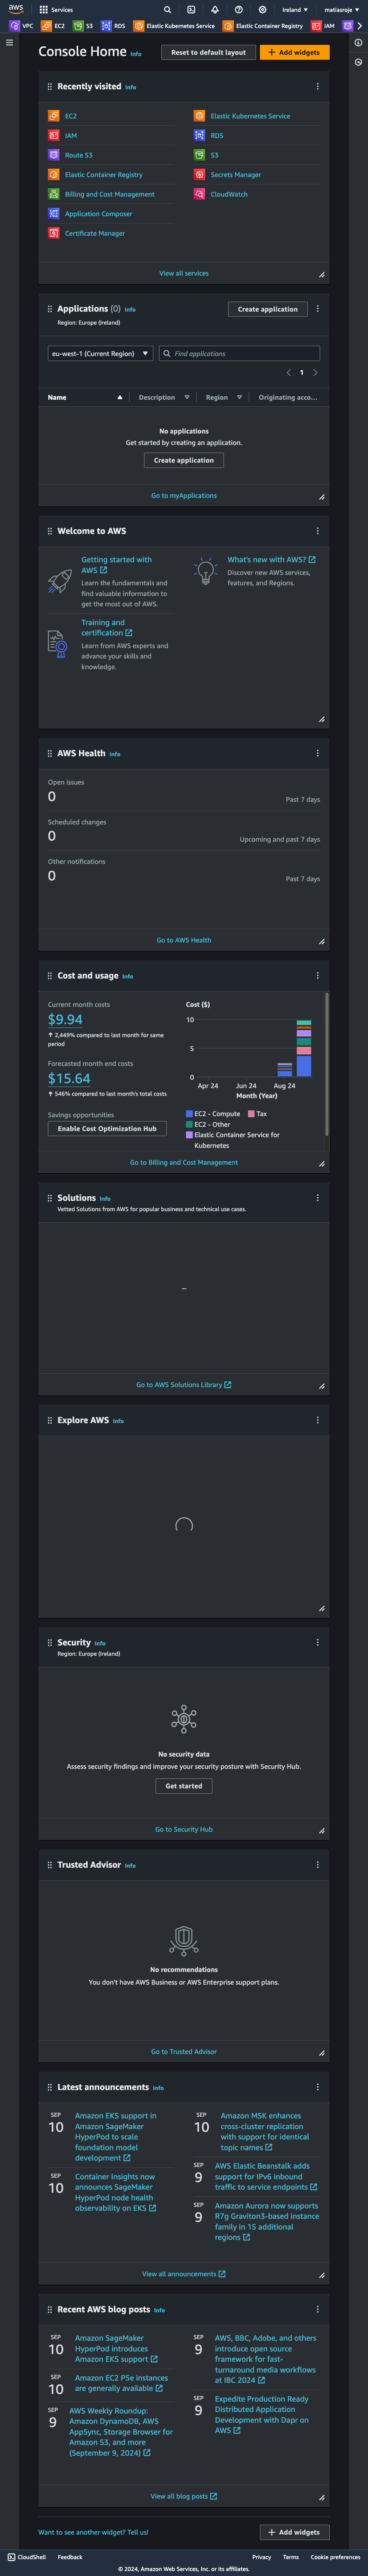 aws Services Ireland ▼ matiasroje ▼
VPC EC2 S3 RDS Elastic Kubernetes Service Elastic Container Registry IAM
Console Home Info
Reset to default layout
+ Add widgets
Recently visited Info
EC2
IAM
Route 53
Elastic Container Registry
Billing and Cost Management
Application Composer
Certificate Manager
Elastic Kubernetes Service
RDS
S3
Secrets Manager
CloudWatch
View all services
Applications (0) Info
Region: Europe (Ireland)
Create application
eu-west-1 (Current Region)
Find applications
1
Name Description Region Originating acco...
No applications
Get started by creating an application.
Create application
Go to myApplications
Welcome to AWS
Getting started with
AWS
Learn the fundamentals and
find valuable information to
get the most out of AWS.
Training and
certification
Learn from AWS experts and
advance your skills and
knowledge.
What's new with AWS?
Discover new AWS services,
features, and Regions.
AWS Health Info
Open issues
0
Past 7 days
Scheduled changes
0
Upcoming and past 7 days
Other notifications
0
Past 7 days
Go to AWS Health
Cost and usage Info
Current month costs
$9.94
↑ 2,449% compared to last month for same
period
Forecasted month end costs
$15.64
↑ 546% compared to last month's total costs
Savings opportunities
Enable Cost Optimization Hub
Cost ($)
10
5
0
Apr 24 Jun 24 Aug 24
Month (Year)
EC2 - Compute Tax
EC2 - Other
Elastic Container Service for
Kubernetes
Go to Billing and Cost Management
Solutions Info
Vetted Solutions from AWS for popular business and technical use cases.
–
Go to AWS Solutions Library
Explore AWS Info
Security Info
Region: Europe (Ireland)
No security data
Assess security findings and improve your security posture with Security Hub.
Get started
Go to Security Hub
Trusted Advisor Info
No recommendations
You don't have AWS Business or AWS Enterprise support plans.
Go to Trusted Advisor
Latest announcements Info
SEP
10
Amazon EKS support in
Amazon SageMaker
HyperPod to scale
foundation model
development
SEP
10
Container Insights now
announces SageMaker
HyperPod node health
observability on EKS
SEP
10
Amazon MSK enhances
cross-cluster replication
with support for identical
topic names
SEP
9
AWS Elastic Beanstalk adds
support for IPv6 inbound
traffic to service endpoints
SEP
9
Amazon Aurora now supports
R7g Graviton3-based instance
family in 15 additional
regions
View all announcements
Recent AWS blog posts Info
SEP
10
Amazon SageMaker
HyperPod introduces
Amazon EKS support
SEP
10
Amazon EC2 P5e instances
are generally available
SEP
9
AWS Weekly Roundup:
Amazon DynamoDB, AWS
AppSync, Storage Browser for
Amazon S3, and more
(September 9, 2024)
SEP
9
AWS, BBC, Adobe, and others
introduce open source
framework for fast-
turnaround media workflows
at IBC 2024
SEP
9
Expedite Production Ready
Distributed Application
Development with Dapr on
AWS
View all blog posts
Want to see another widget? Tell us!
+ Add widgets
CloudShell Feedback Privacy Terms Cookie preferences
© 2024, Amazon Web Services, Inc. or its affiliates.